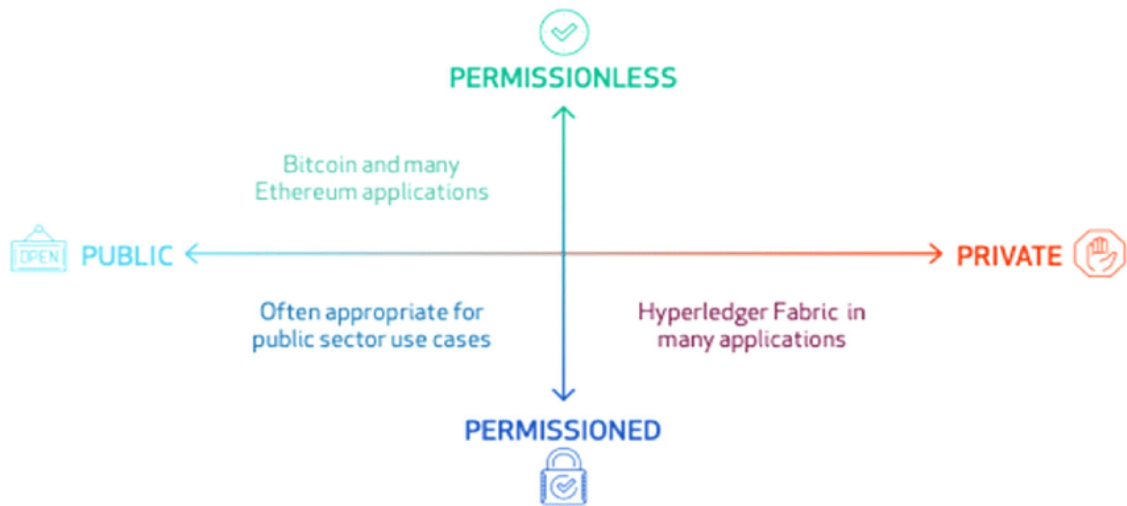 PERMISSIONLESS
Bitcoin and many
Ethereum applications
OPEN
PUBLIC
PRIVATE
Often appropriate for
public sector use cases
Hyperledger Fabric in
many applications
PERMISSIONED